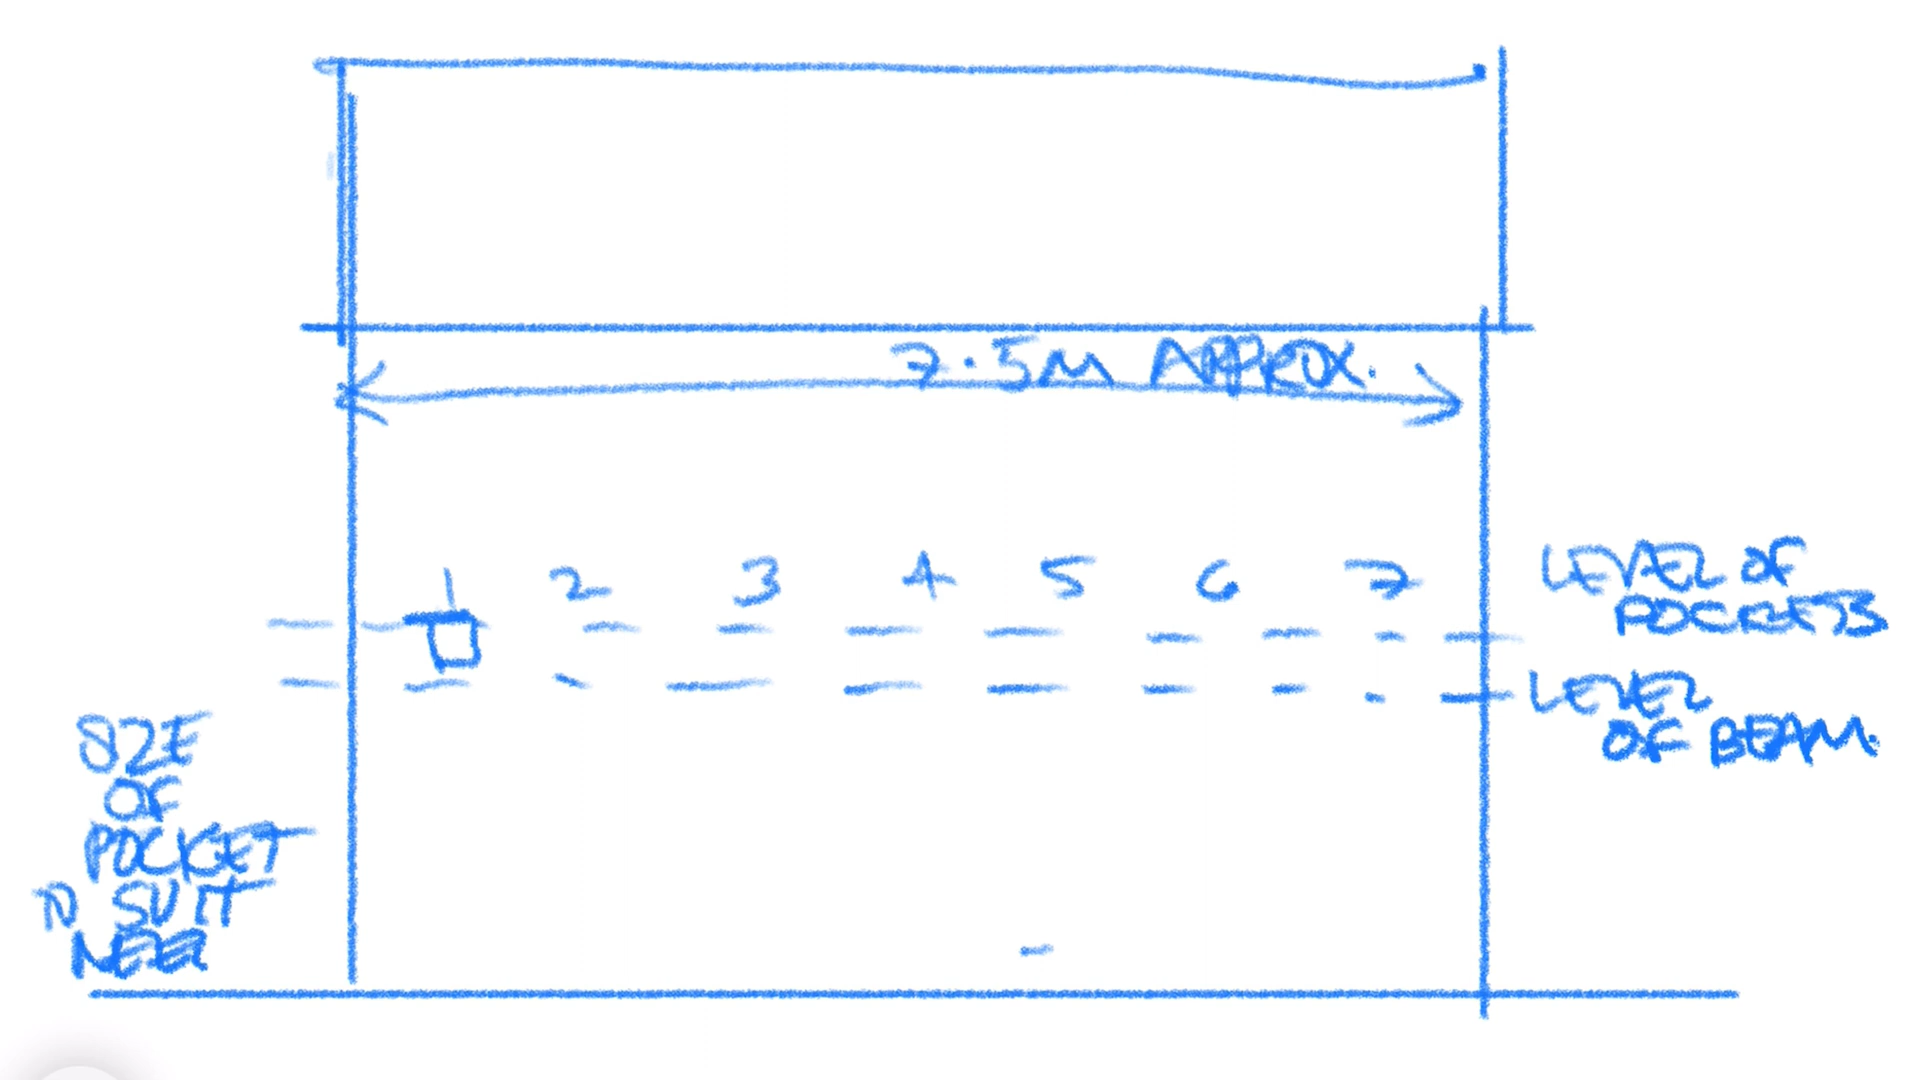 7.5M APPROX.
1 2 3 4 5 6 7
LEVEL OF
POCKETS
LEVEL
OF BEAM.
SIZE
OF
POCKET
TO SUIT